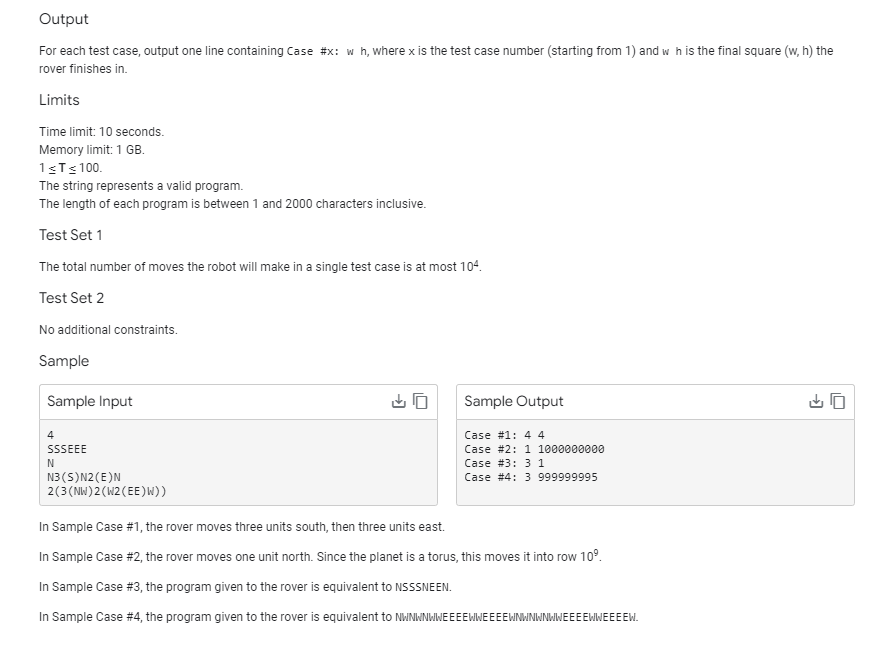 Output
For each test case, output one line containing Case #x: w h, where x is the test case number (starting from 1) and w h is the final square (w, h) the
rover finishes in.
Limits
Time limit: 10 seconds.
Memory limit: 1 GB.
1 ≤ T ≤ 100.
The string represents a valid program.
The length of each program is between 1 and 2000 characters inclusive.
Test Set 1
The total number of moves the robot will make in a single test case is at most 10⁴.
Test Set 2
No additional constraints.
Sample
Sample Input
4
SSSEEE
N
N3(S)N2(E)N
2(3(NW)2(W2(EE)W))
Sample Output
Case #1: 4 4
Case #2: 1 1000000000
Case #3: 3 1
Case #4: 3 999999995
In Sample Case #1, the rover moves three units south, then three units east.
In Sample Case #2, the rover moves one unit north. Since the planet is a torus, this moves it into row 10⁹.
In Sample Case #3, the program given to the rover is equivalent to NSSSNEEN.
In Sample Case #4, the program given to the rover is equivalent to NWNWNWWEEEEWWEEEEWNWNWNWWEEEEWWEEEEW.